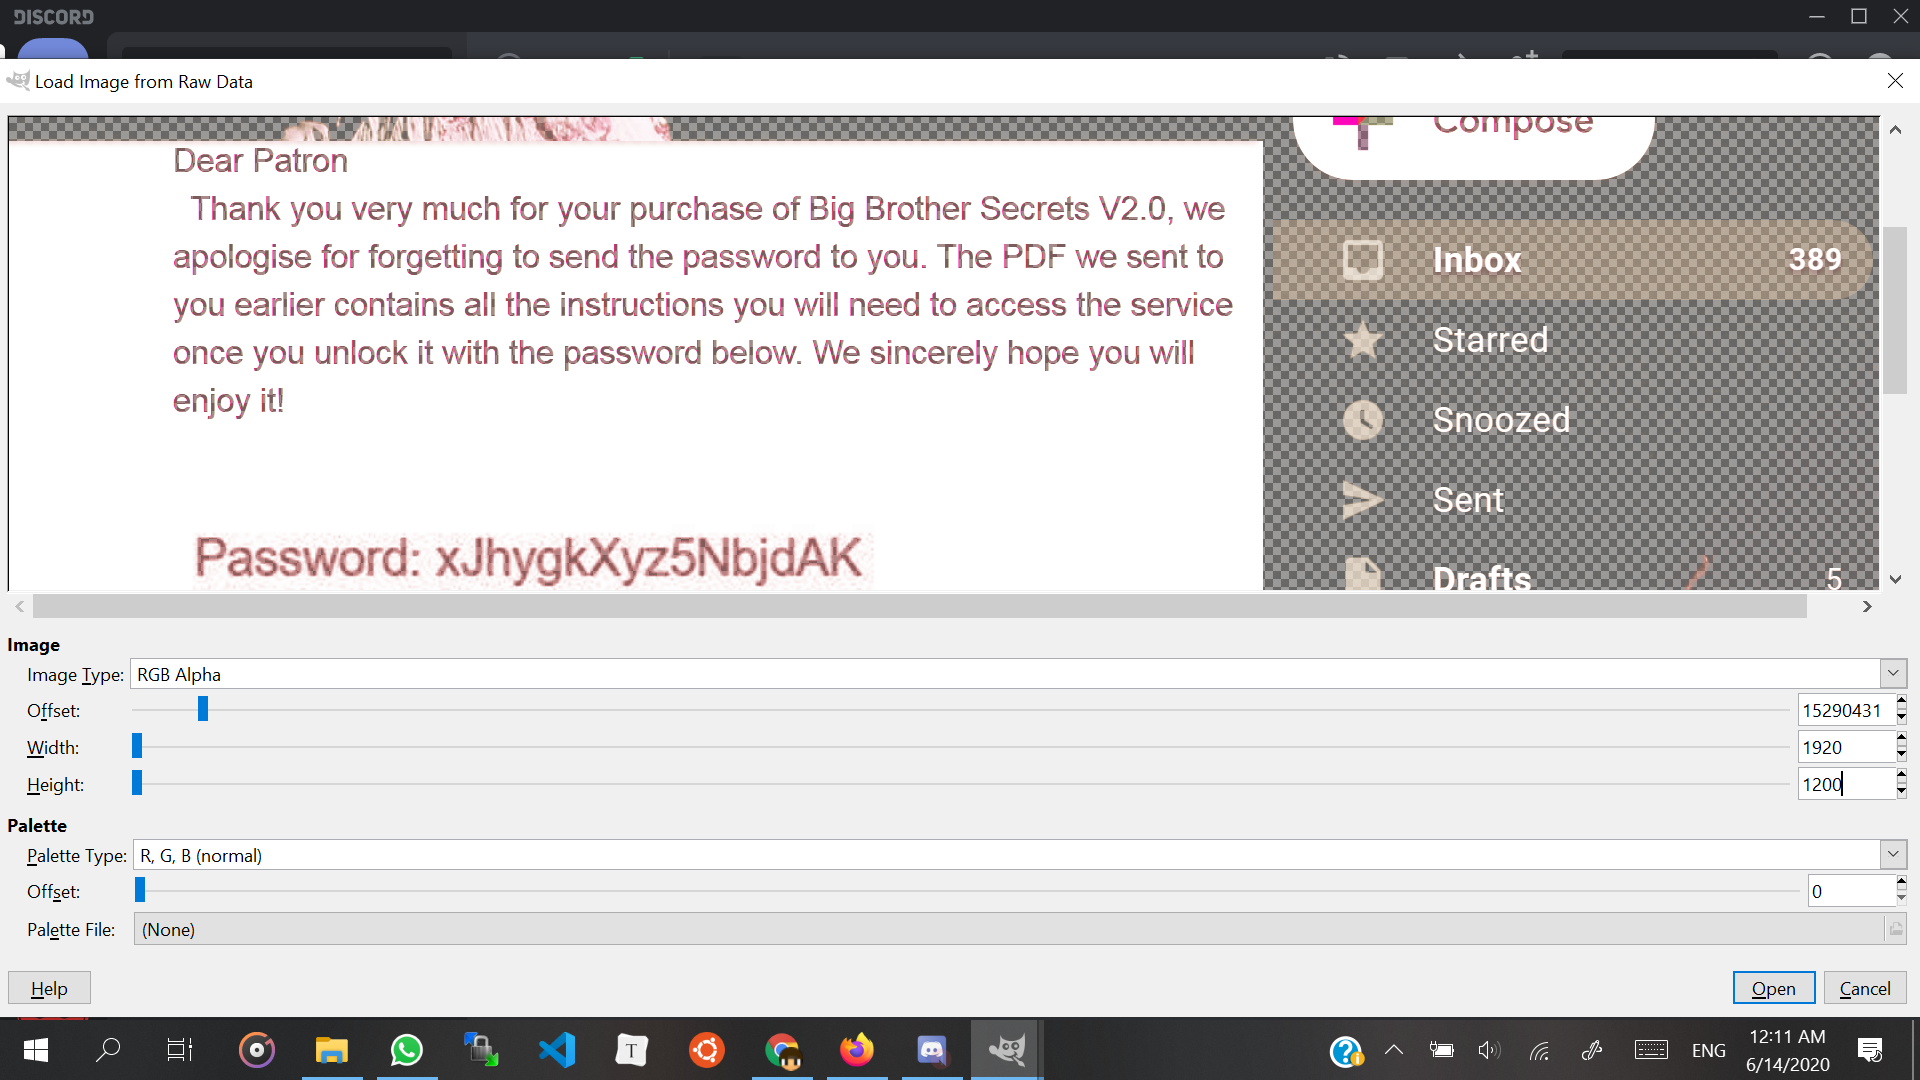 DISCORD
Load Image from Raw Data
Compose
Dear Patron
Thank you very much for your purchase of Big Brother Secrets V2.0, we
apologise for forgetting to send the password to you. The PDF we sent to
you earlier contains all the instructions you will need to access the service
once you unlock it with the password below. We sincerely hope you will
enjoy it!
Password: xJhygkXyz5NbjdAK
Inbox 389
Starred
Snoozed
Sent
Drafts 5
Image
Image Type: RGB Alpha
Offset: 15290431
Width: 1920
Height: 1200
Palette
Palette Type: R, G, B (normal)
Offset: 0
Palette File: (None)
Help Open Cancel
T
ENG
12:11 AM
6/14/2020